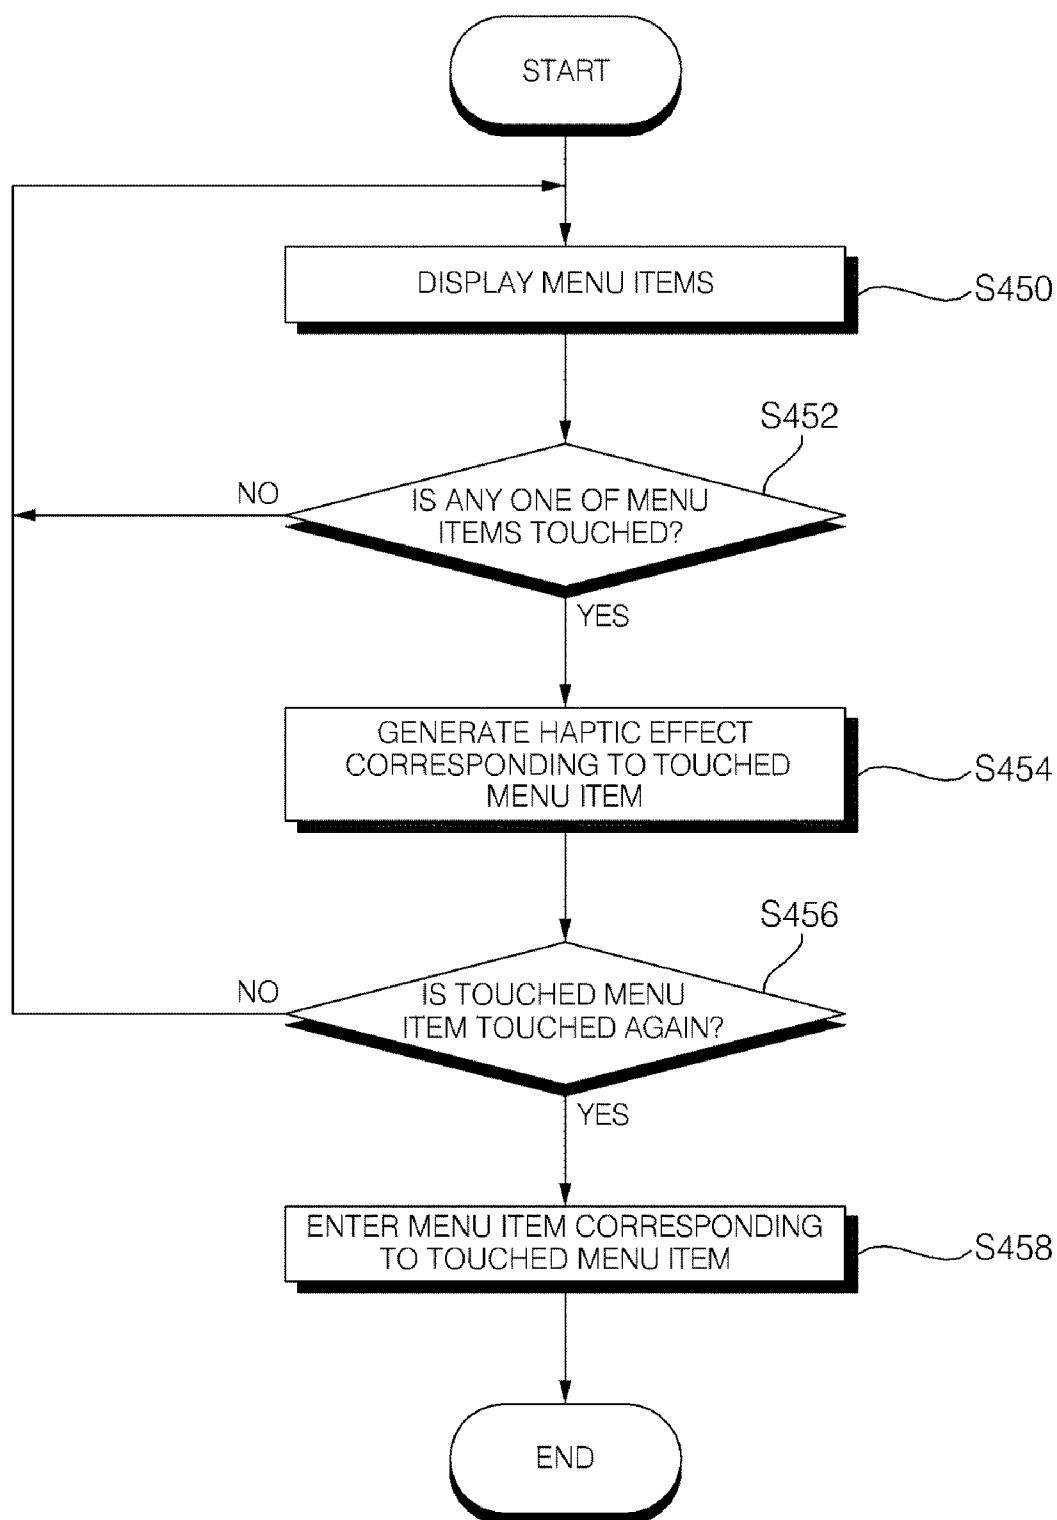 START
DISPLAY MENU ITEMS
S450
S452
NO
IS ANY ONE OF MENU
ITEMS TOUCHED?
YES
GENERATE HAPTIC EFFECT
CORRESPONDING TO TOUCHED
MENU ITEM
S454
S456
NO
IS TOUCHED MENU
ITEM TOUCHED AGAIN?
YES
ENTER MENU ITEM CORRESPONDING
TO TOUCHED MENU ITEM
S458
END